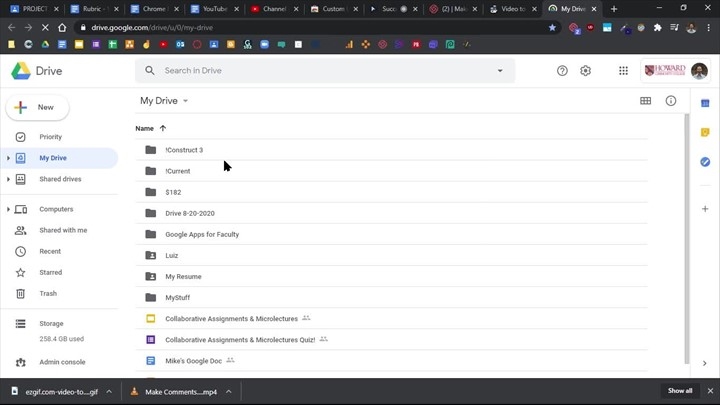 PROJECT
Rubric -
Chrome
YouTube
Channel
Custom
Succ
(2) | Mak
Video to
My Drive
drive.google.com/drive/u/0/my-drive
Drive
Search in Drive
HOWARD
New
My Drive
Priority
My Drive
Shared drives
Computers
Shared with me
Recent
Starred
Trash
Storage
258.4 GB used
Admin console
Name
!Construct 3
!Current
$182
Drive 8-20-2020
Google Apps for Faculty
Luiz
My Resume
MyStuff
Collaborative Assignments & Microlectures
Collaborative Assignments & Microlectures Quiz!
Mike's Google Doc
ezgif.com-video-to....gif
Make Comments....mp4
Show all